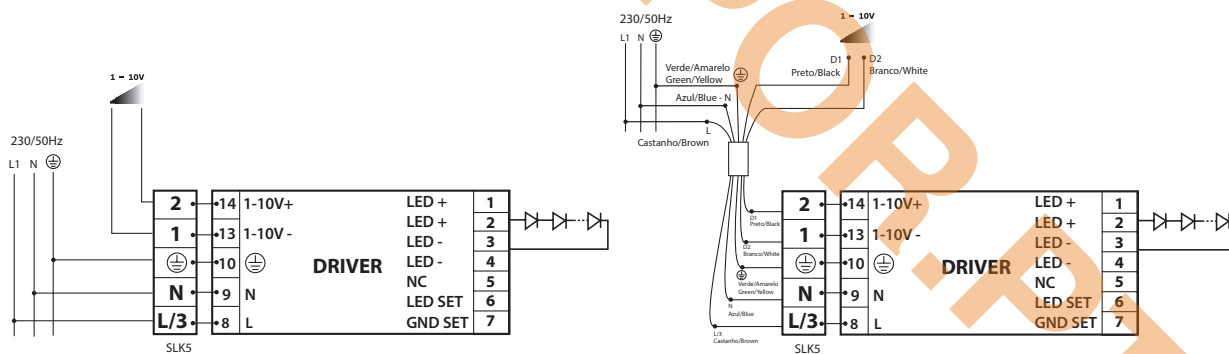 1 – 10V
230/50Hz
L1 N
2 14 1-10V+ LED + 1
LED + 2
1 13 1-10V - LED - 3
10 DRIVER LED - 4
NC 5
N 9 N LED SET 6
L/3 8 L GND SET 7
SLK5
230/50Hz
L1 N
1 – 10V
Verde/Amarelo
Green/Yellow
D1
Preto/Black
D2
Branco/White
Azul/Blue - N
L
Castanho/Brown
D1
Preto/Black
D2
Branco/White
Verde/Amarelo
Green/Yellow
N
Azul/Blue
L/3
Castanho/Brown
2 14 1-10V+ LED + 1
LED + 2
1 13 1-10V - LED - 3
10 DRIVER LED - 4
NC 5
N 9 N LED SET 6
L/3 8 L GND SET 7
SLK5
OR.PT